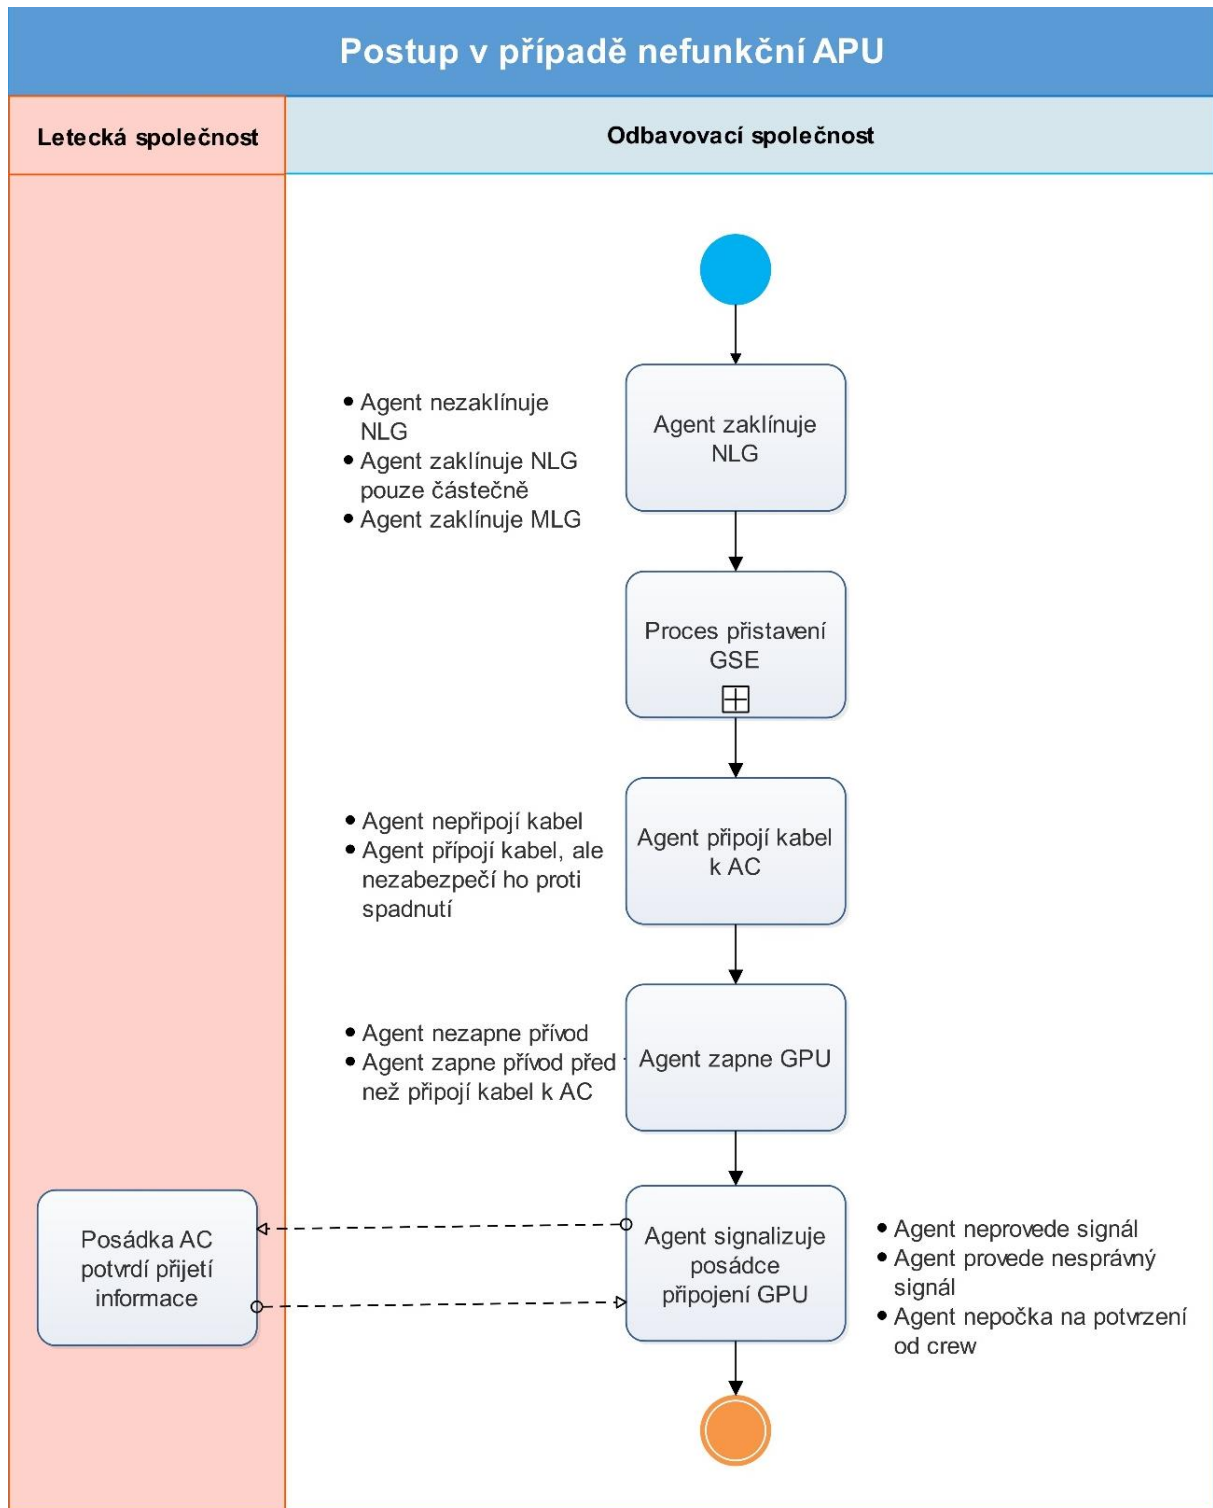 Postup v případě nefunkční APU
Letecká společnost
Odbavovací společnost
• Agent nezaklínuje
NLG
• Agent zaklínuje NLG
pouze částečně
• Agent zaklínuje MLG
Agent zaklínuje
NLG
Proces přistavení
GSE
• Agent nepřipojí kabel
• Agent přípojí kabel, ale
nezabezpečí ho proti
spadnutí
Agent připojí kabel
k AC
• Agent nezapne přívod
• Agent zapne přívod před
než připojí kabel k AC
Agent zapne GPU
Posádka AC
potvrdí přijetí
informace
Agent signalizuje
posádce
připojení GPU
• Agent neprovede signál
• Agent provede nesprávný
signál
• Agent nepočka na potvrzení
od crew